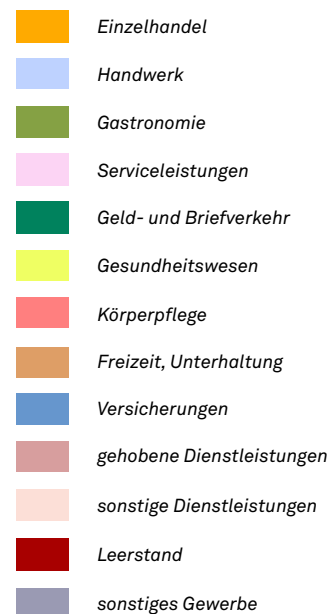 Einzelhandel
Handwerk
Gastronomie
Serviceleistungen
Geld- und Briefverkehr
Gesundheitswesen
Körperpflege
Freizeit, Unterhaltung
Versicherungen
gehobene Dienstleistungen
sonstige Dienstleistungen
Leerstand
sonstiges Gewerbe